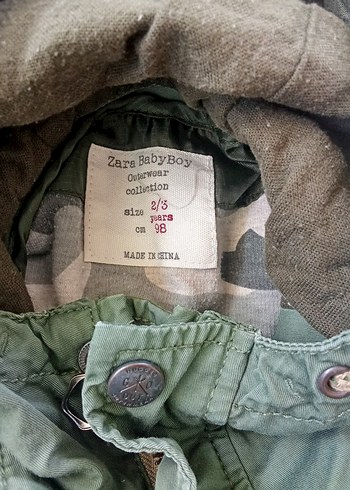 Zara BabyBoy
Outerwear
collection
size 2/3
years
cm 98
MADE IN CHINA